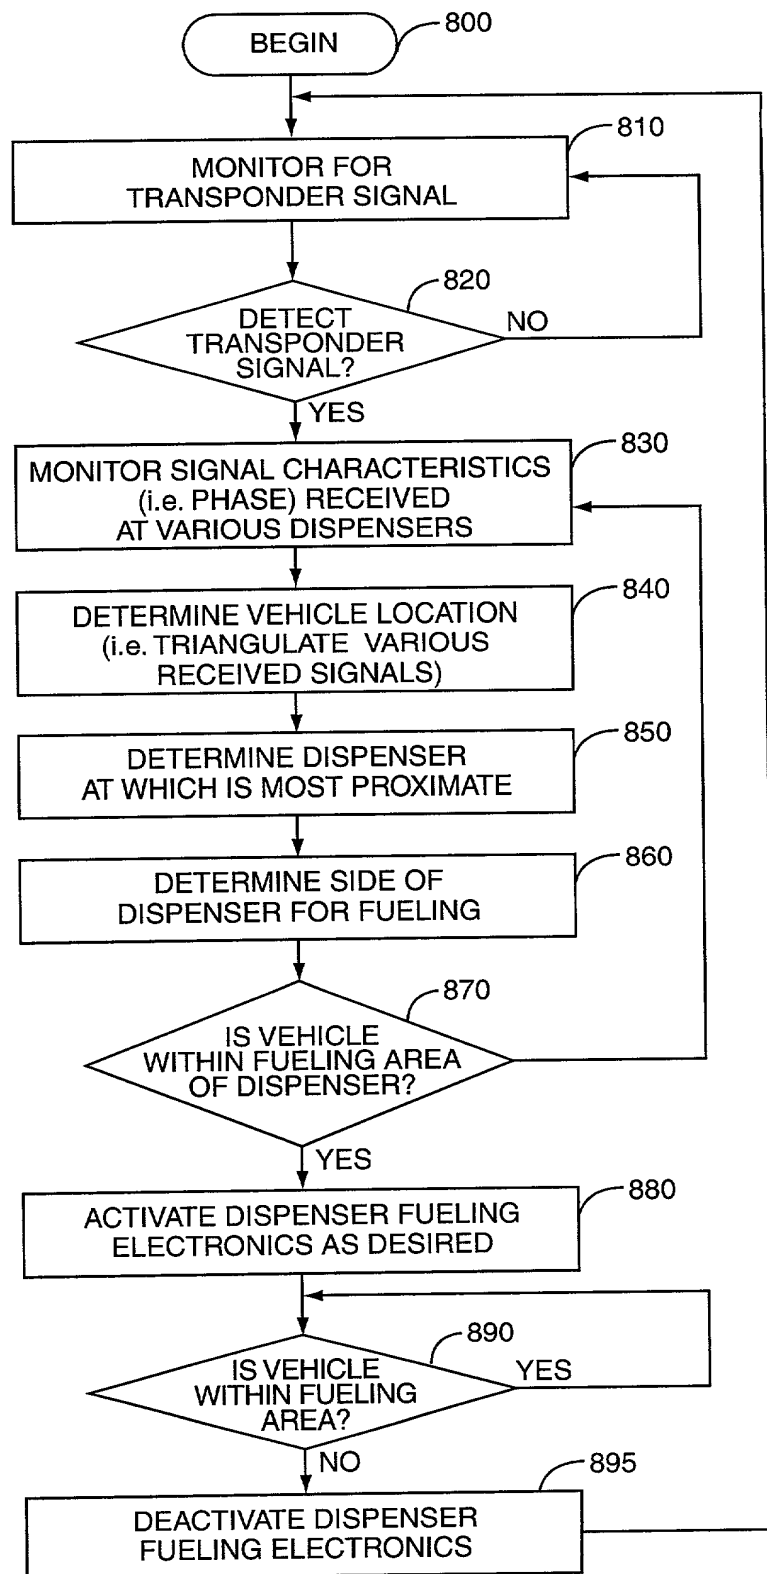 BEGIN
800
810
MONITOR FOR
TRANSPONDER SIGNAL
820
DETECT
TRANSPONDER
SIGNAL?
NO
YES
830
MONITOR SIGNAL CHARACTERISTICS
(i.e. PHASE) RECEIVED
AT VARIOUS DISPENSERS
840
DETERMINE VEHICLE LOCATION
(i.e. TRIANGULATE VARIOUS
RECEIVED SIGNALS)
850
DETERMINE DISPENSER
AT WHICH IS MOST PROXIMATE
860
DETERMINE SIDE OF
DISPENSER FOR FUELING
870
IS VEHICLE
WITHIN FUELING AREA
OF DISPENSER?
YES
880
ACTIVATE DISPENSER FUELING
ELECTRONICS AS DESIRED
890
IS VEHICLE
WITHIN FUELING
AREA?
YES
NO
895
DEACTIVATE DISPENSER
FUELING ELECTRONICS